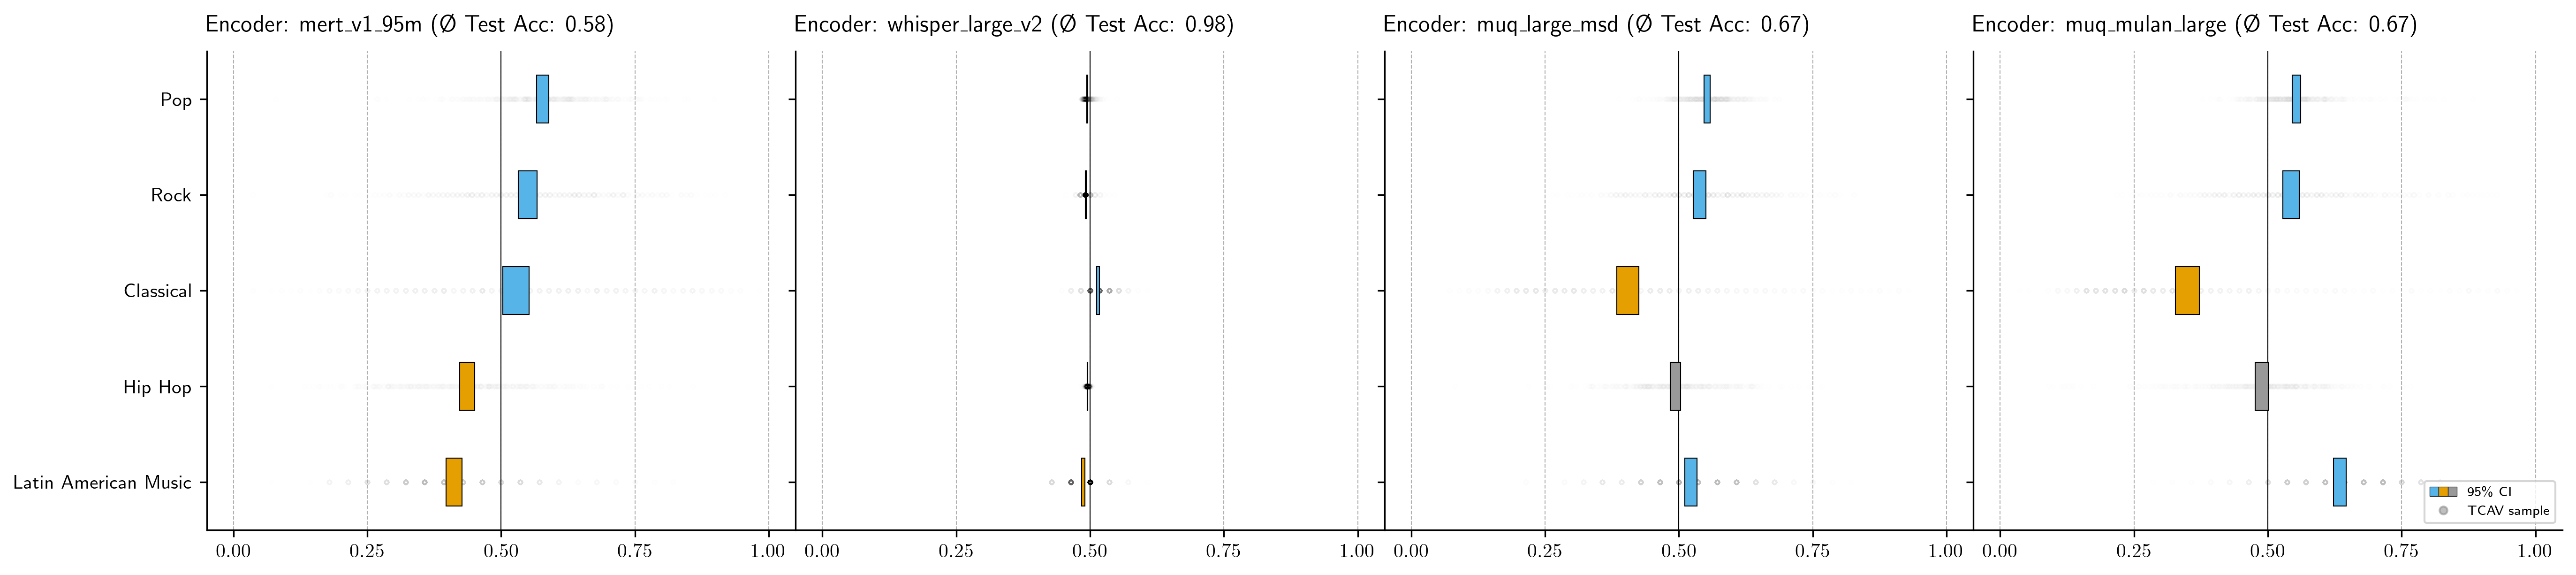 Encoder: mert_v1_95m (Ø Test Acc: 0.58)
Encoder: whisper_large_v2 (Ø Test Acc: 0.98)
Encoder: muq_large_msd (Ø Test Acc: 0.67)
Encoder: muq_mulan_large (Ø Test Acc: 0.67)
Pop
Rock
Classical
Hip Hop
Latin American Music
95% CI
TCAV sample
0.00 0.25 0.50 0.75 1.00
0.00 0.25 0.50 0.75 1.00
0.00 0.25 0.50 0.75 1.00
0.00 0.25 0.50 0.75 1.00